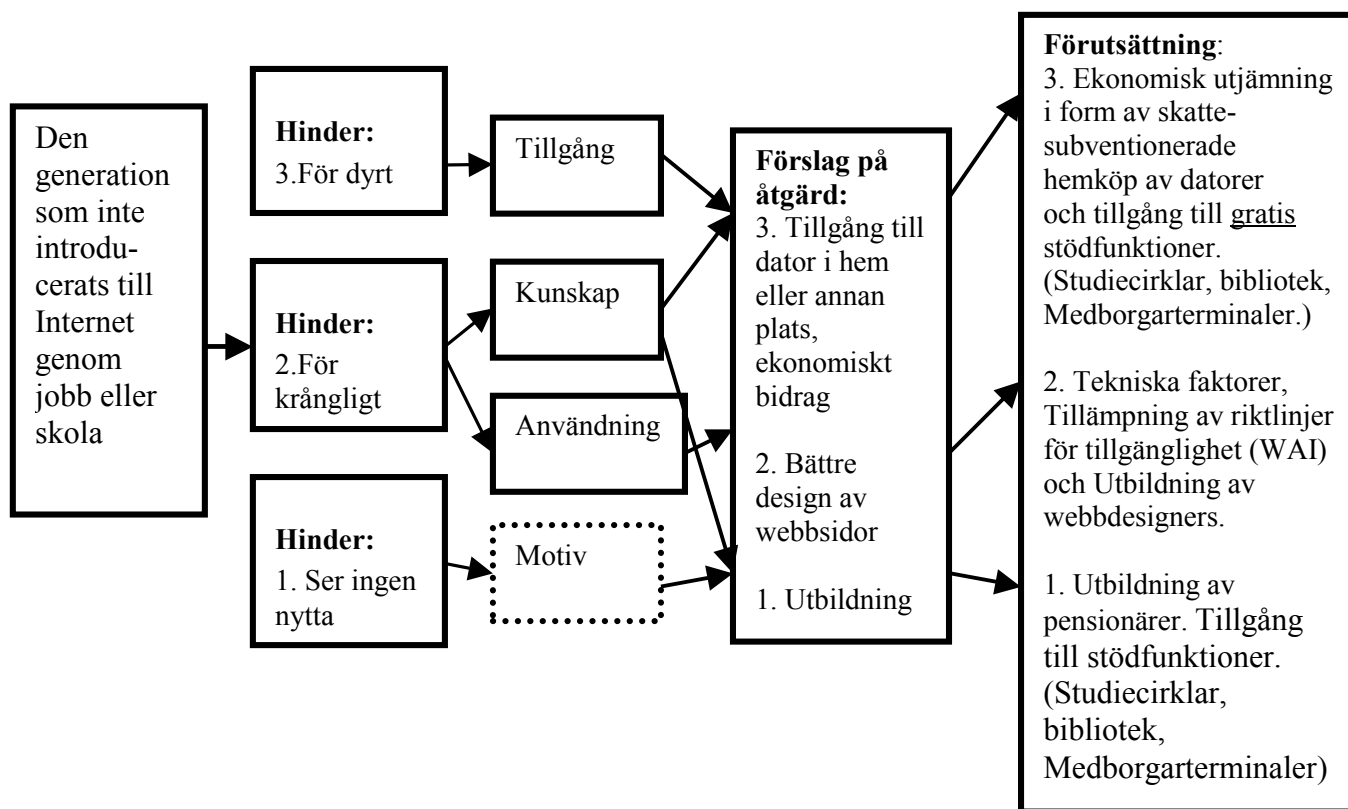 Den
generation
som inte
introdu-
cerats till
Internet
genom
jobb eller
skola
Hinder:
3.För dyrt
Hinder:
2.För
krångligt
Hinder:
1. Ser ingen
nytta
Tillgång
Kunskap
Användning
Motiv
Förslag på
åtgärd:
3. Tillgång till
dator i hem
eller annan
plats,
ekonomiskt
bidrag
2. Bättre
design av
webbsidor
1. Utbildning
Förutsättning:
3. Ekonomisk utjämning
i form av skatte-
subventionerade
hemköp av datorer
och tillgång till gratis
stödfunktioner.
(Studiecirklar, bibliotek,
Medborgarterminaler.)
2. Tekniska faktorer,
Tillämpning av riktlinjer
för tillgänglighet (WAI)
och Utbildning av
webbdesigners.
1. Utbildning av
pensionärer. Tillgång
till stödfunktioner.
(Studiecirklar,
bibliotek,
Medborgarterminaler)